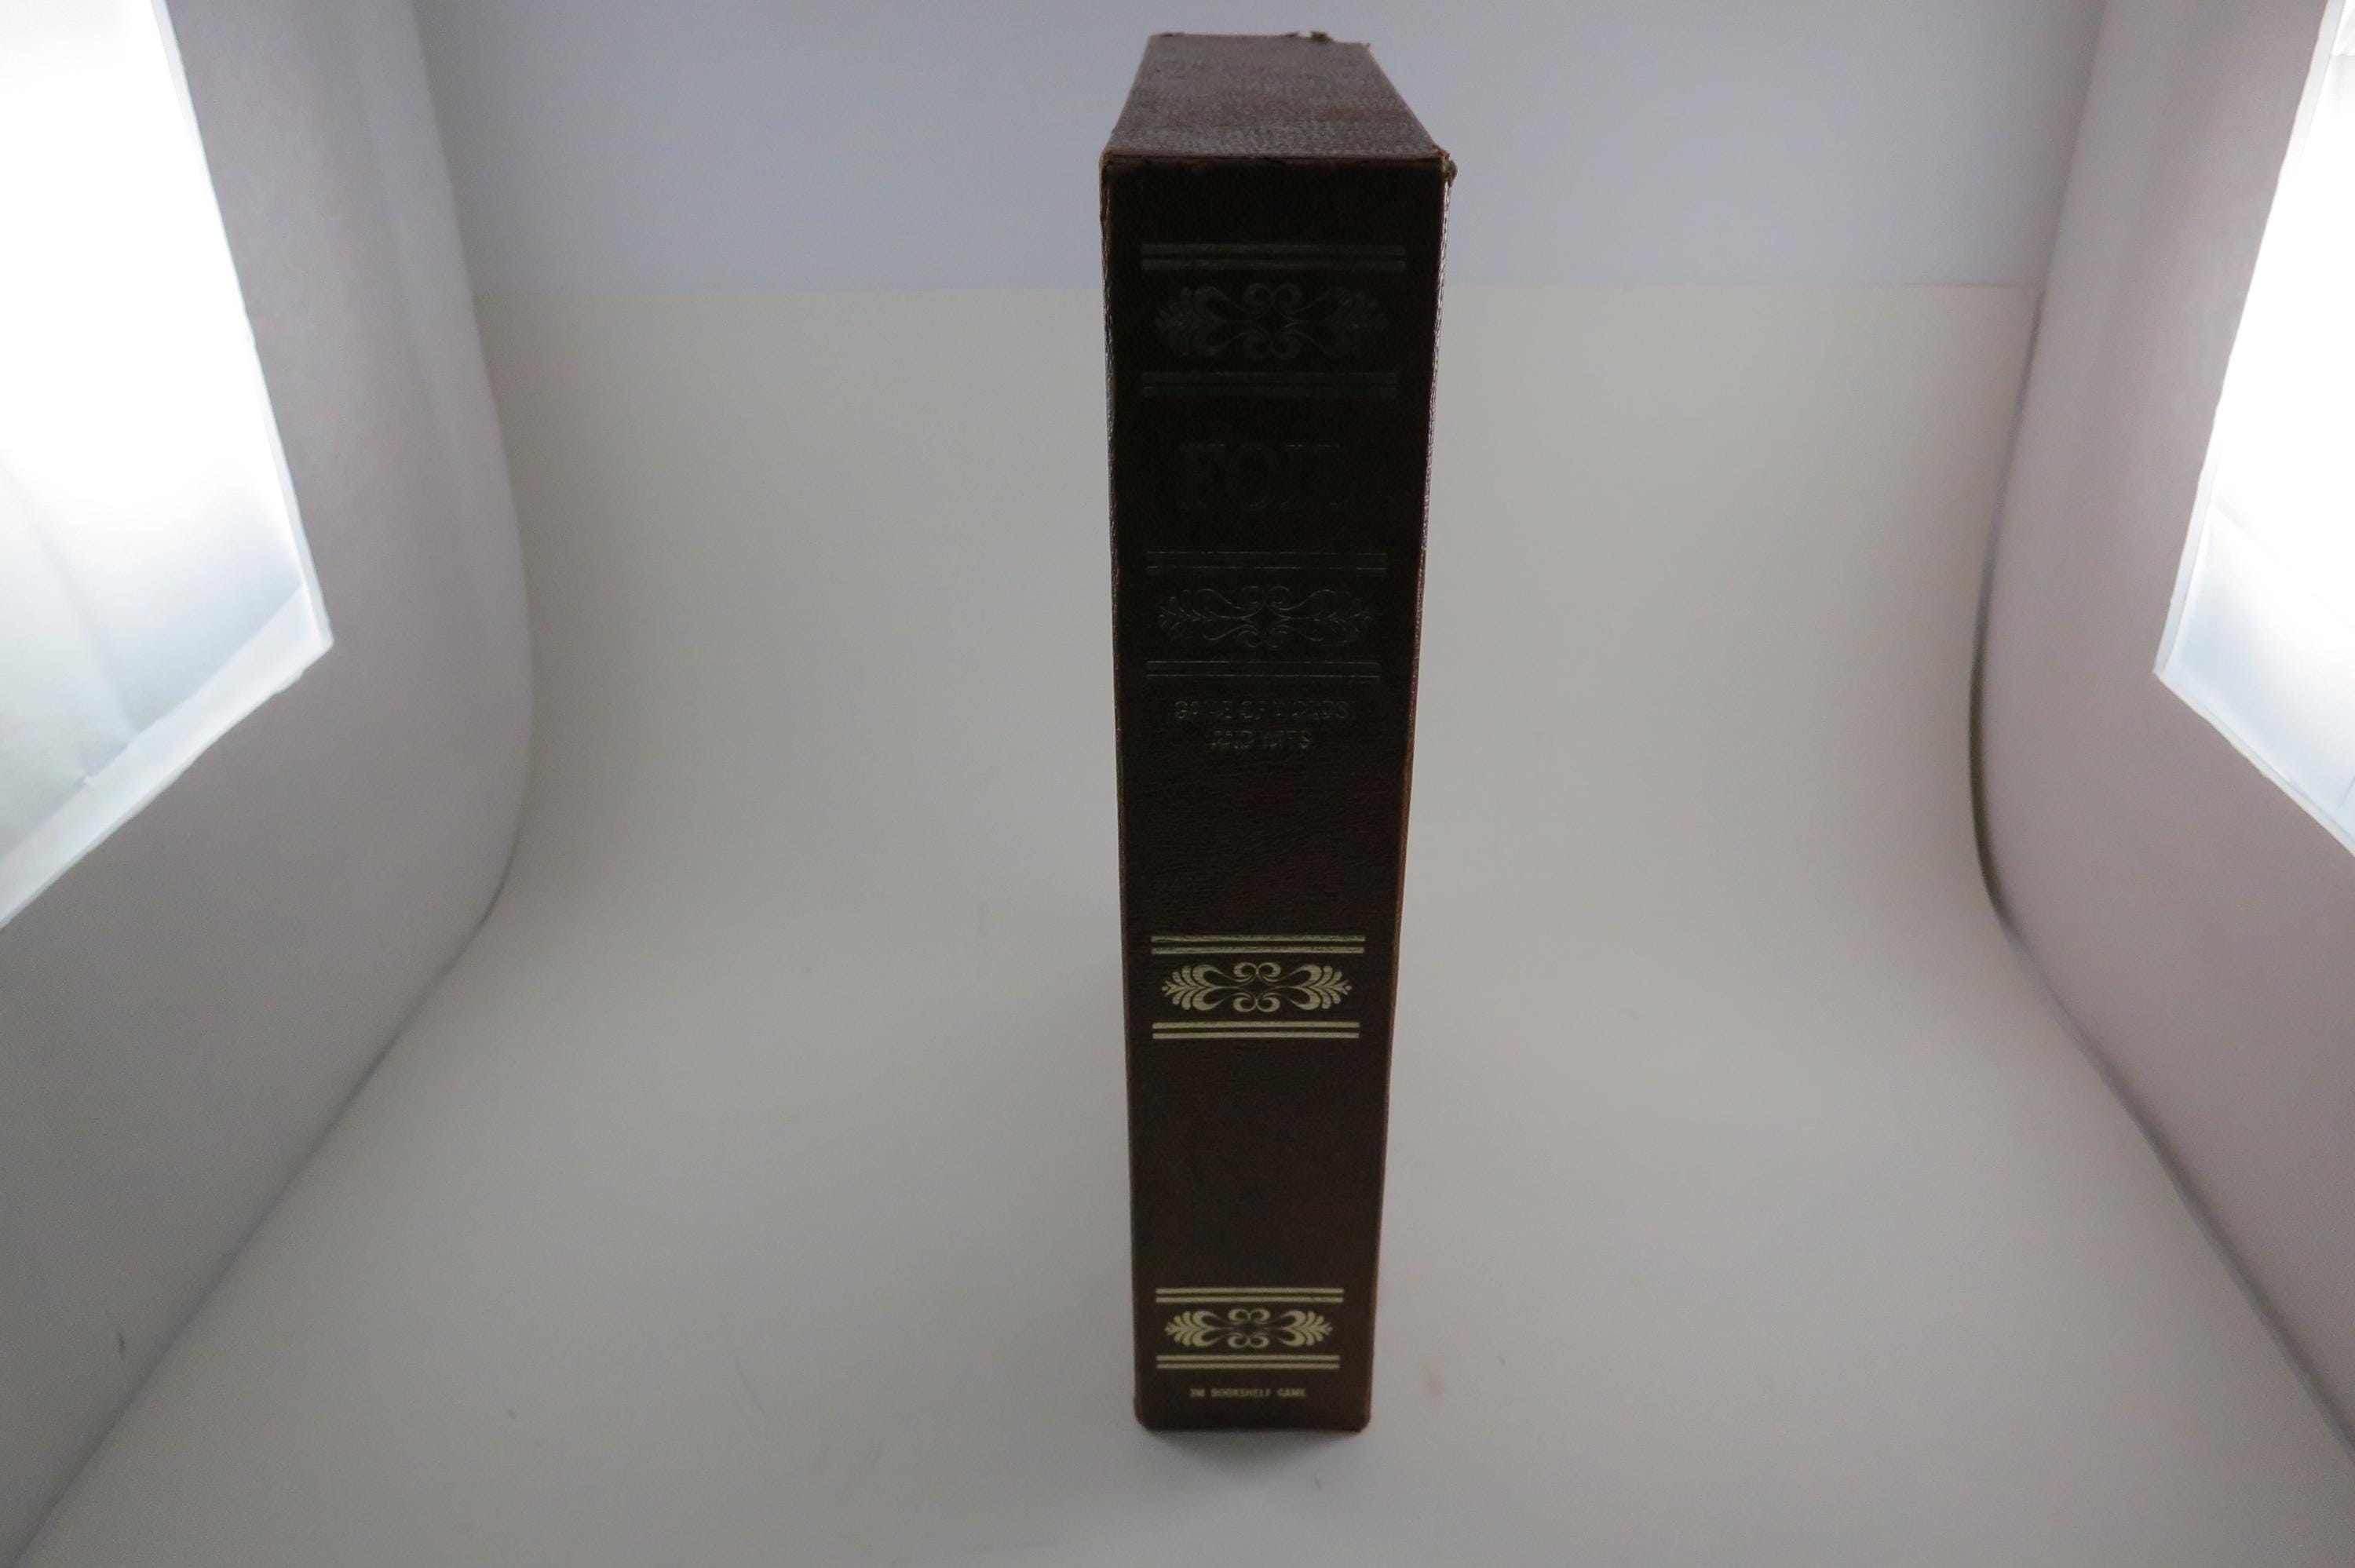 FOIL
GAME OF WORDS
AND WITS
3M BOOKSHELF GAME